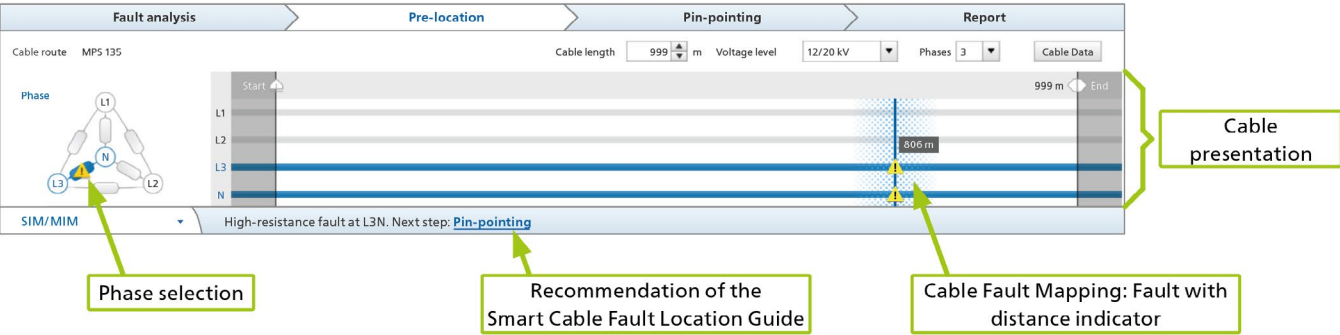 Fault analysis
Pre-location
Pin-pointing
Report
Cable route MPS 135
Cable length 999 m Voltage level 12/20 kV Phases 3 Cable Data
Phase
Start
999 m End
L1
N
L3
L2
L1
L2
L3
N
806 m
Cable
presentation
SIM/MIM
High-resistance fault at L3N. Next step: Pin-pointing
Phase selection
Recommendation of the
Smart Cable Fault Location Guide
Cable Fault Mapping: Fault with
distance indicator